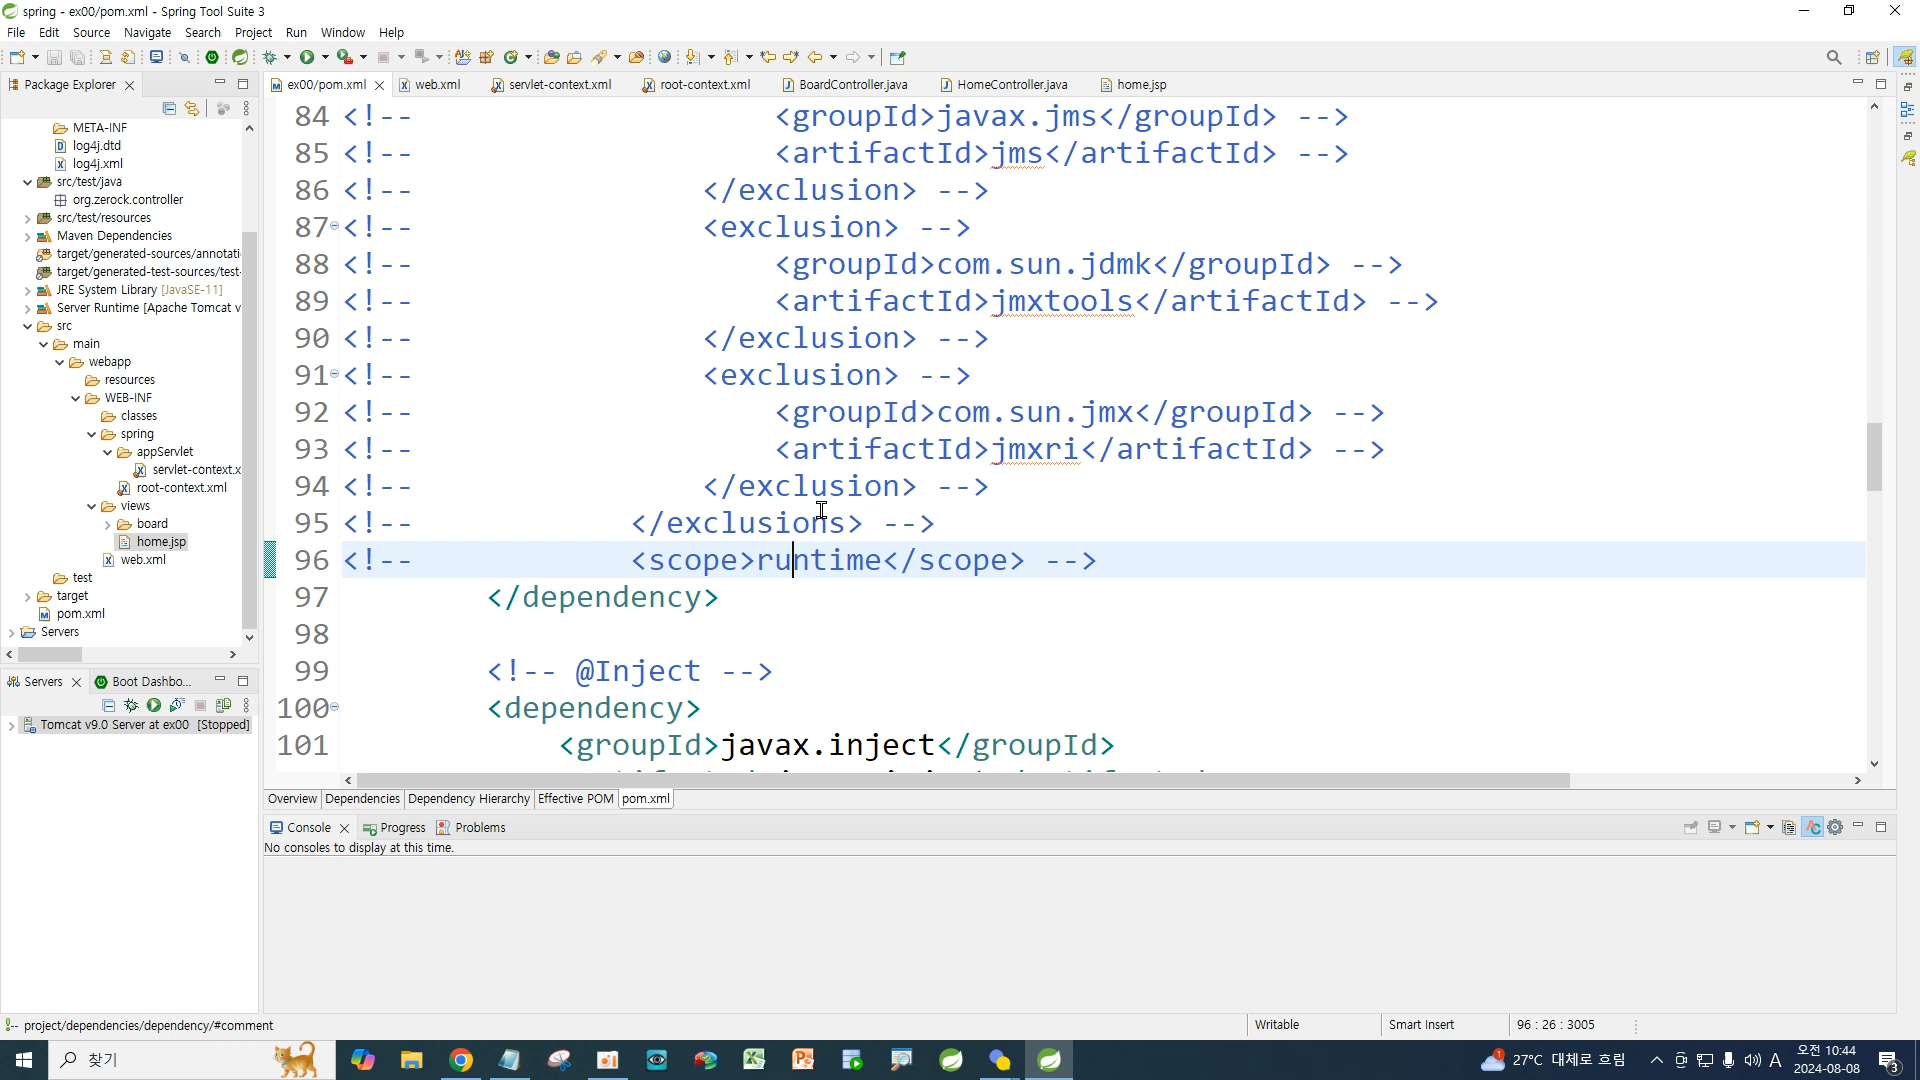 spring - ex00/pom.xml - Spring Tool Suite 3
File Edit Source Navigate Search Project Run Window Help
Package Explorer
META-INF
log4j.dtd
log4j.xml
src/test/java
org.zerock.controller
src/test/resources
Maven Dependencies
target/generated-sources/annotati
target/generated-test-sources/test-
JRE System Library [JavaSE-11]
Server Runtime [Apache Tomcat v
src
main
webapp
resources
WEB-INF
classes
spring
appServlet
servlet-context.x
root-context.xml
views
board
home.jsp
web.xml
test
target
pom.xml
Servers
Servers Boot Dashbo...
Tomcat v9.0 Server at ex00 [Stopped]
ex00/pom.xml web.xml servlet-context.xml root-context.xml BoardController.java HomeController.java home.jsp
84 <!-- <groupId>javax.jms</groupId> -->
85 <!-- <artifactId>jms</artifactId> -->
86 <!-- </exclusion> -->
87 <!-- <exclusion> -->
88 <!-- <groupId>com.sun.jdmk</groupId> -->
89 <!-- <artifactId>jmxtools</artifactId> -->
90 <!-- </exclusion> -->
91 <!-- <exclusion> -->
92 <!-- <groupId>com.sun.jmx</groupId> -->
93 <!-- <artifactId>jmxri</artifactId> -->
94 <!-- </exclusion> -->
95 <!-- </exclusions> -->
96 <!-- <scope>runtime</scope> -->
97 </dependency>
98
99 <!-- @Inject -->
100 <dependency>
101 <groupId>javax.inject</groupId>
Overview Dependencies Dependency Hierarchy Effective POM pom.xml
Console Progress Problems
No consoles to display at this time.
!-- project/dependencies/dependency/#comment
Writable Smart Insert 96 : 26 : 3005
찾기
27°C 대체로 흐림
A
오전 10:44
2024-08-08
3